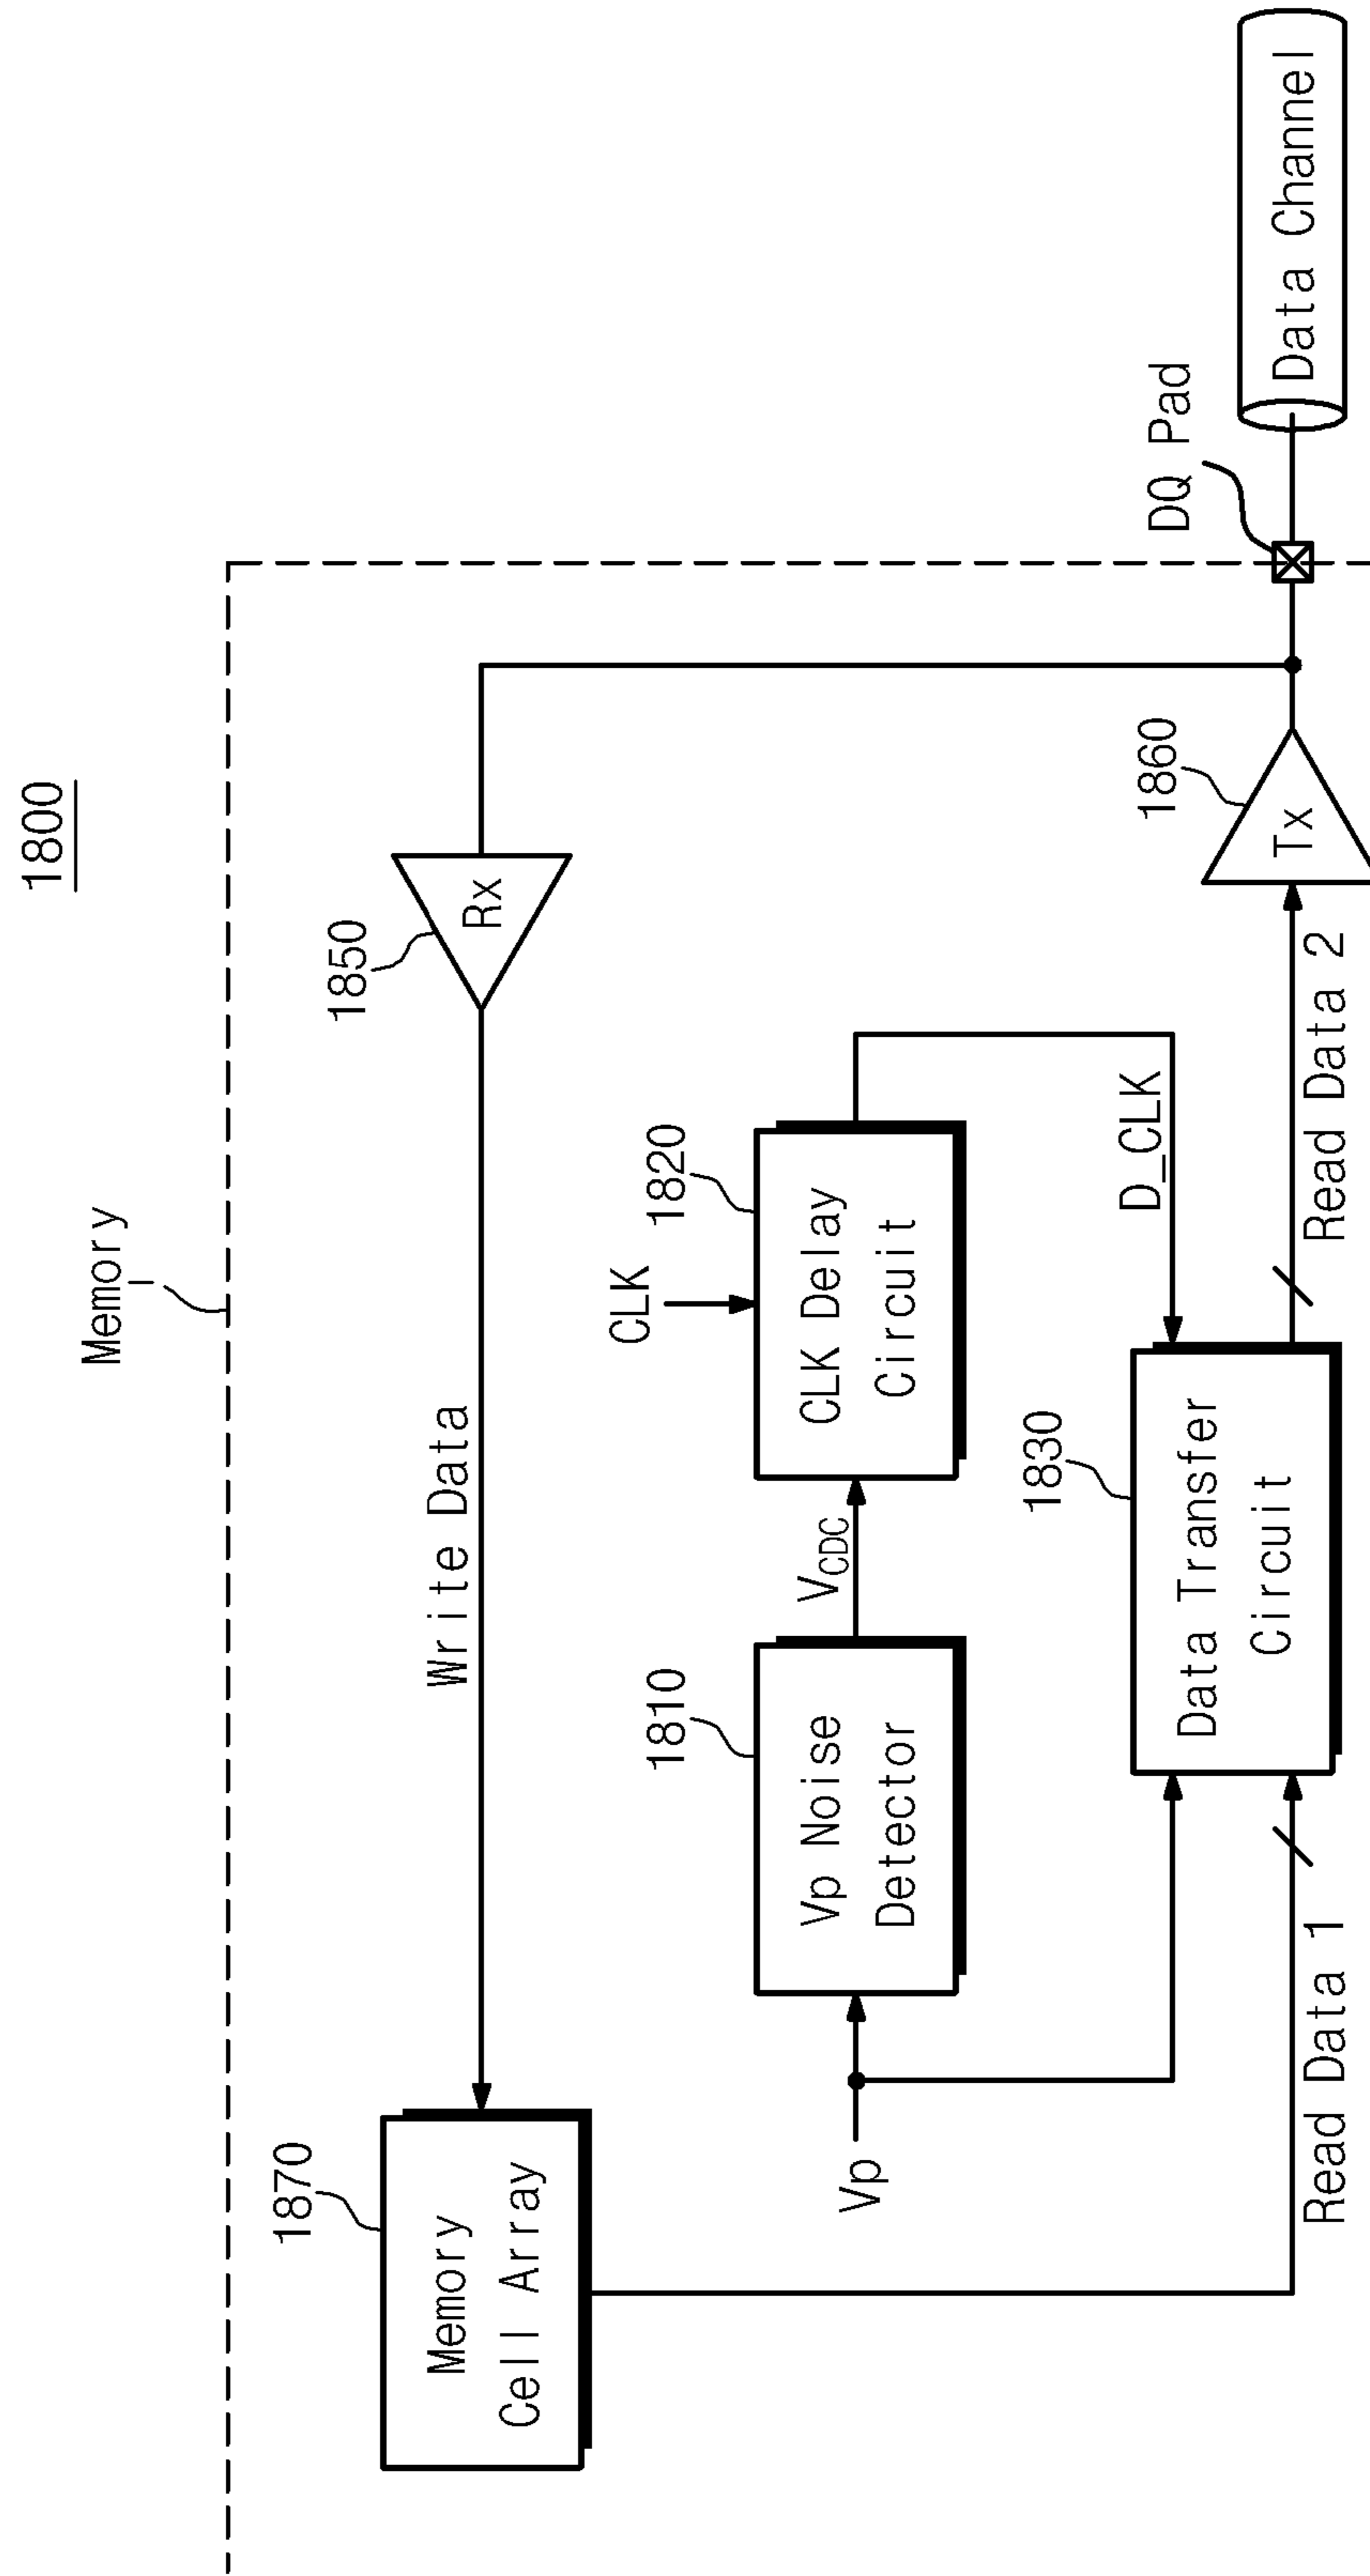 1800
Memory
1870
Memory
Cell Array
Write Data
1850
Rx
CLK
1810
Vp Noise
Detector
Vp
V_CDC
1820
CLK Delay
Circuit
D_CLK
1830
Data Transfer
Circuit
Read Data 1
Read Data 2
1860
Tx
DQ Pad
Data Channel